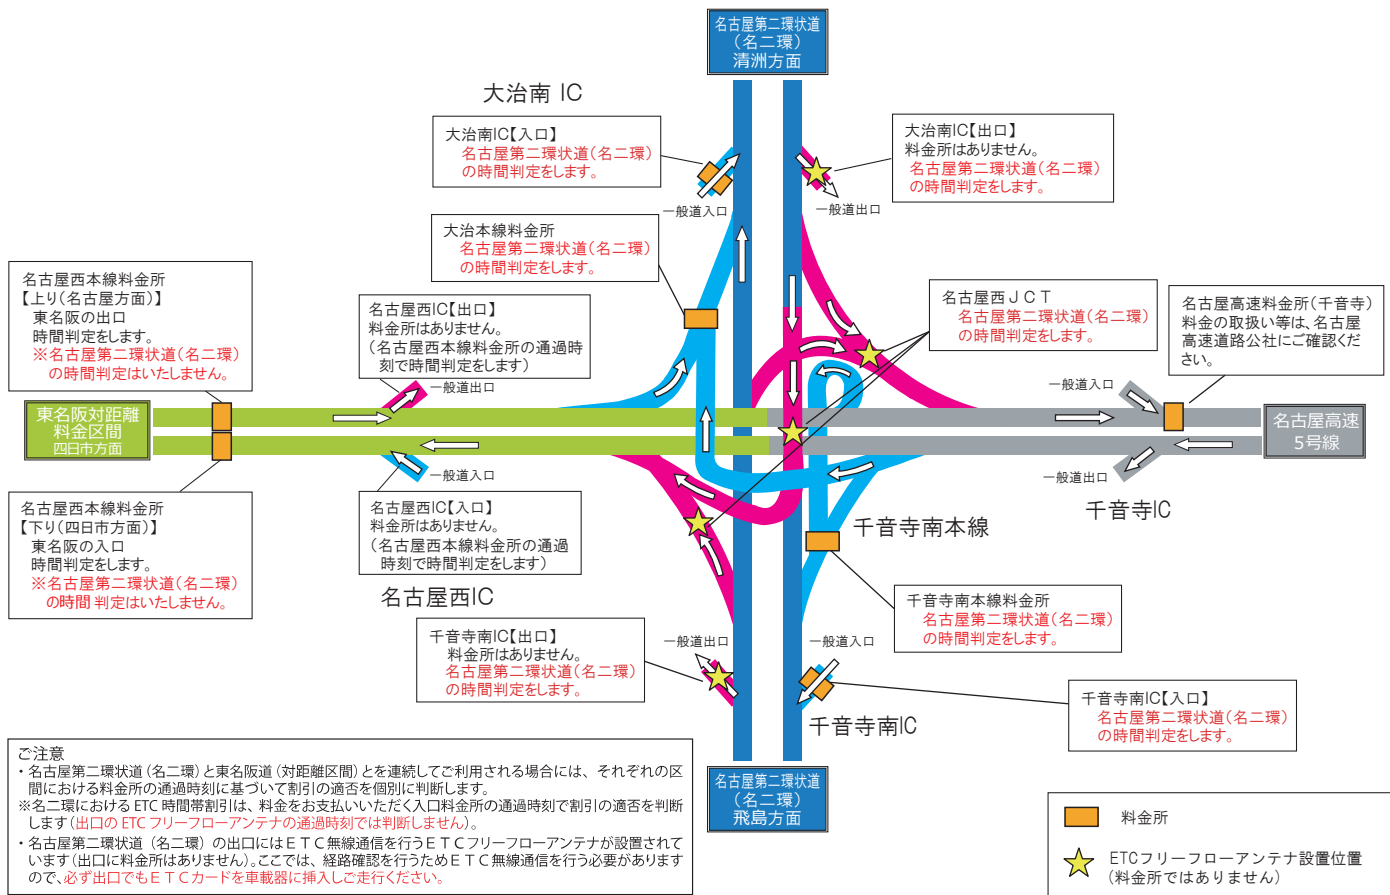 名古屋第二環状道
(名二環)
清洲方面
大治南 IC
大治南IC【入口】
名古屋第二環状道(名二環)
の時間判定をします。
大治南IC【出口】
料金所はありません。
名古屋第二環状道(名二環)
の時間判定をします。
一般道入口
一般道出口
大治本線料金所
名古屋第二環状道(名二環)
の時間判定をします。
名古屋西本線料金所
【上り(名古屋方面)】
東名阪の出口
時間判定をします。
※名古屋第二環状道(名二環)
の時間判定はいたしません。
名古屋西IC【出口】
料金所はありません。
(名古屋西本線料金所の通過時
刻で時間判定をします)
一般道出口
名古屋西JCT
名古屋第二環状道(名二環)
の時間判定をします。
名古屋高速料金所(千音寺)
料金の取扱い等は、名古屋
高速道路公社にご確認くだ
さい。
一般道入口
東名阪対距離
料金区間
四日市方面
名古屋高速
5号線
一般道入口
一般道出口
名古屋西本線料金所
【下り(四日市方面)】
東名阪の入口
時間判定をします。
※名古屋第二環状道(名二環)
の時間判定はいたしません。
名古屋西IC【入口】
料金所はありません。
(名古屋西本線料金所の通過
時刻で時間判定をします)
名古屋西IC
千音寺IC
千音寺南本線
千音寺南本線料金所
名古屋第二環状道(名二環)
の時間判定をします。
千音寺南IC【出口】
料金所はありません。
名古屋第二環状道(名二環)
の時間判定をします。
一般道出口
一般道入口
千音寺南IC
千音寺南IC【入口】
名古屋第二環状道(名二環)
の時間判定をします。
名古屋第二環状道
(名二環)
飛島方面
ご注意
・名古屋第二環状道(名二環)と東名阪道(対距離区間)とを連続してご利用される場合には、それぞれの区
間における料金所の通過時刻に基づいて割引の適否を個別に判断します。
※名二環におけるETC時間帯割引は、料金をお支払いいただく入口料金所の通過時刻で割引の適否を判断
します(出口のETCフリーフローアンテナの通過時刻では判断しません)。
・名古屋第二環状道(名二環)の出口にはETC無線通信を行うETCフリーフローアンテナが設置されて
います(出口に料金所はありません)。ここでは、経路確認を行うためETC無線通信を行う必要があります
ので、必ず出口でもETCカードを車載器に挿入しご走行ください。
料金所
ETCフリーフローアンテナ設置位置
(料金所ではありません)